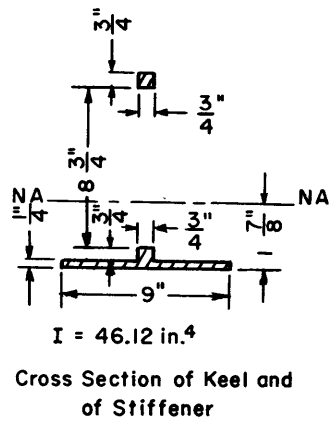 3/4"
3/4"
8 3/4"
NA NA
1/4"
3/4"
3/4"
1 7/8"
9"
I = 46.12 in.⁴
Cross Section of Keel and
of Stiffener